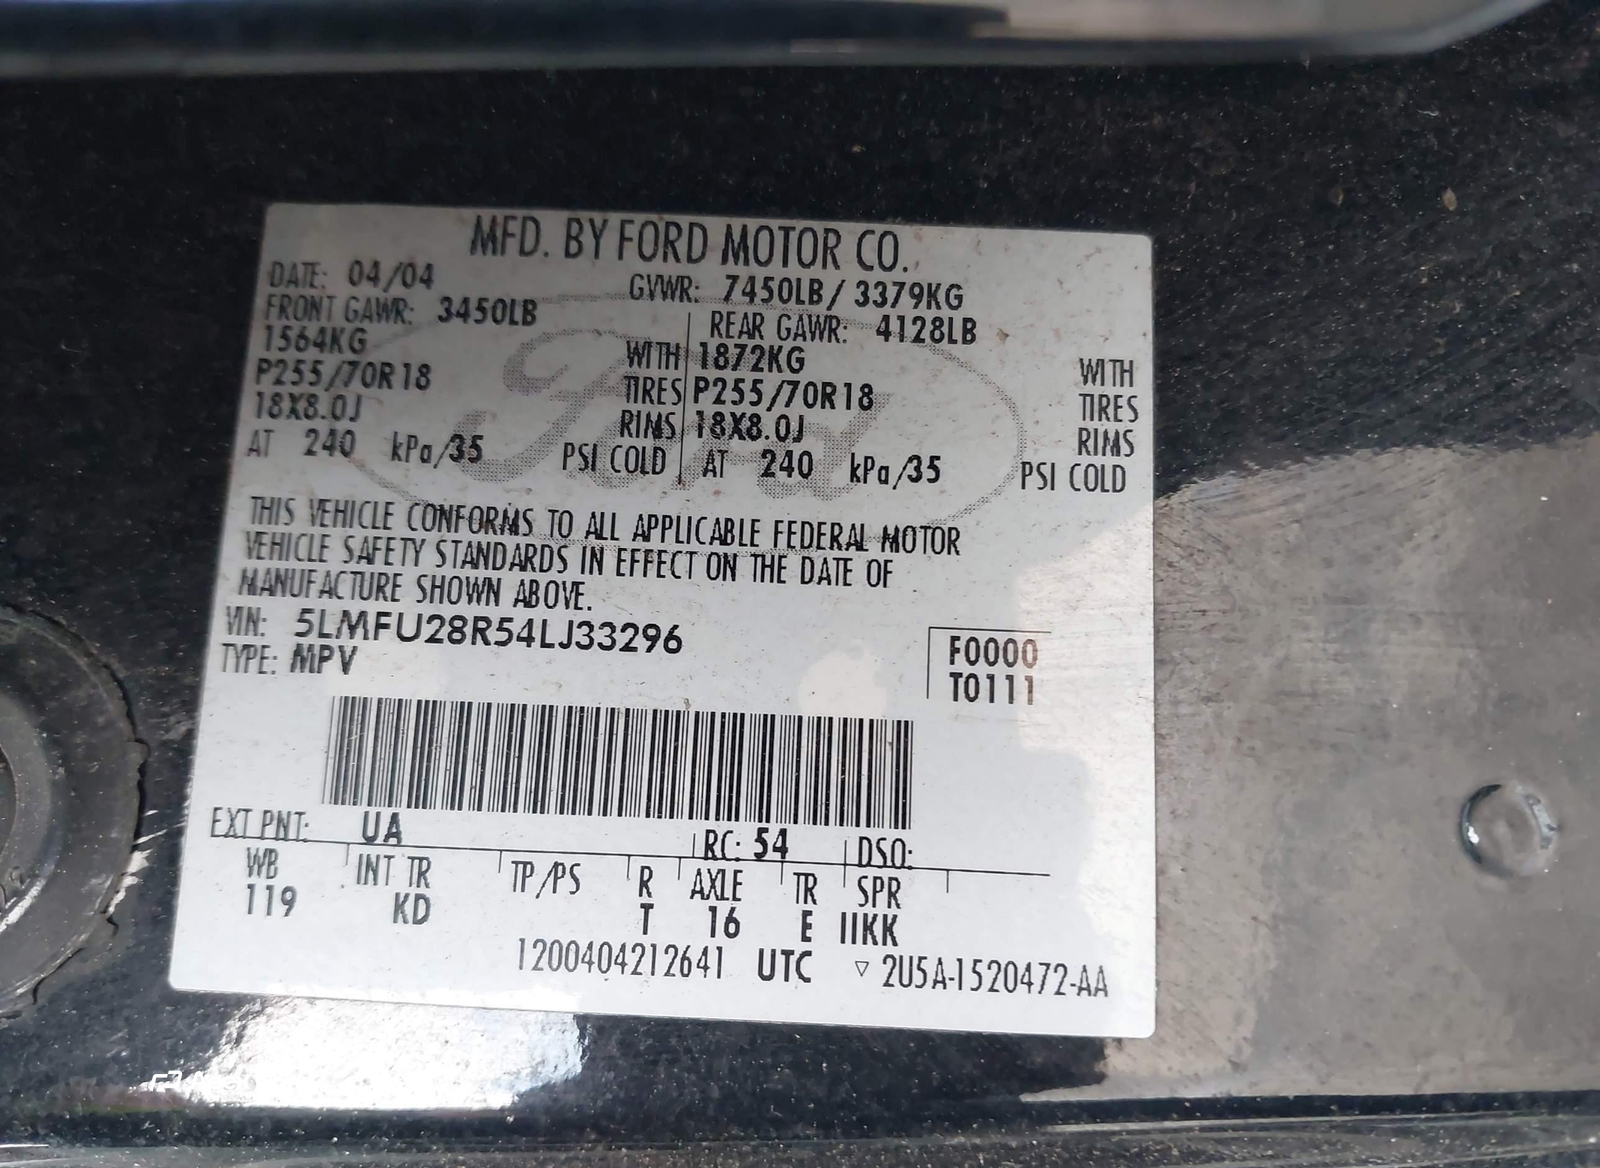 MFD. BY FORD MOTOR CO.
DATE: 04/04 GVWR: 7450LB/ 3379KG
FRONT GAWR: 3450LB REAR GAWR: 4128LB
1564KG WITH 1872KG WITH
P255/70R18 TIRES P255/70R18 TIRES
18X8.0J RIMS 18X8.0J RIMS
AT 240 kPa/35 PSI COLD AT 240 kPa/35 PSI COLD
Ford
THIS VEHICLE CONFORMS TO ALL APPLICABLE FEDERAL MOTOR
VEHICLE SAFETY STANDARDS IN EFFECT ON THE DATE OF
MANUFACTURE SHOWN ABOVE.
VIN: 5LMFU28R54LJ33296
TYPE: MPV
F0000
T0111
EXT PNT: UA RC: 54 DSO:
WB INT TR TP/PS R AXLE TR SPR
119 KD T 16 E IIKK
1200404212641 UTC ▽ 2U5A-1520472-AA